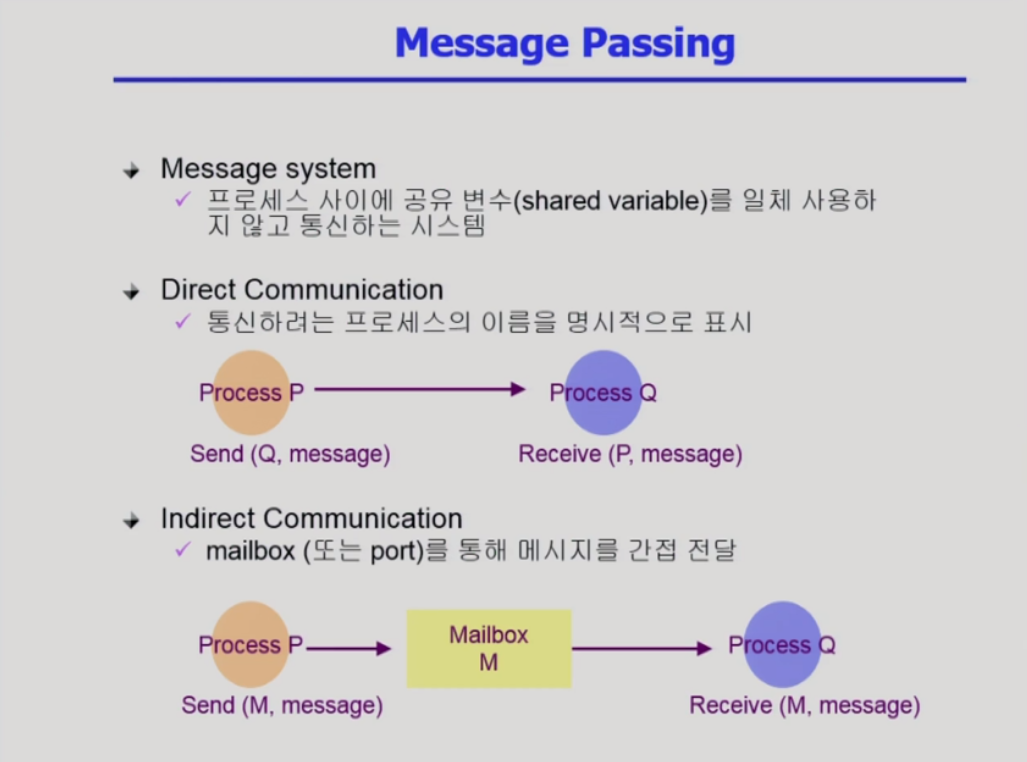 Message Passing
Message system
프로세스 사이에 공유 변수(shared variable)를 일체 사용하
지 않고 통신하는 시스템
Direct Communication
통신하려는 프로세스의 이름을 명시적으로 표시
Process P
Process Q
Send (Q, message)
Receive (P, message)
Indirect Communication
mailbox (또는 port)를 통해 메시지를 간접 전달
Process P
Mailbox
M
Process Q
Send (M, message)
Receive (M, message)